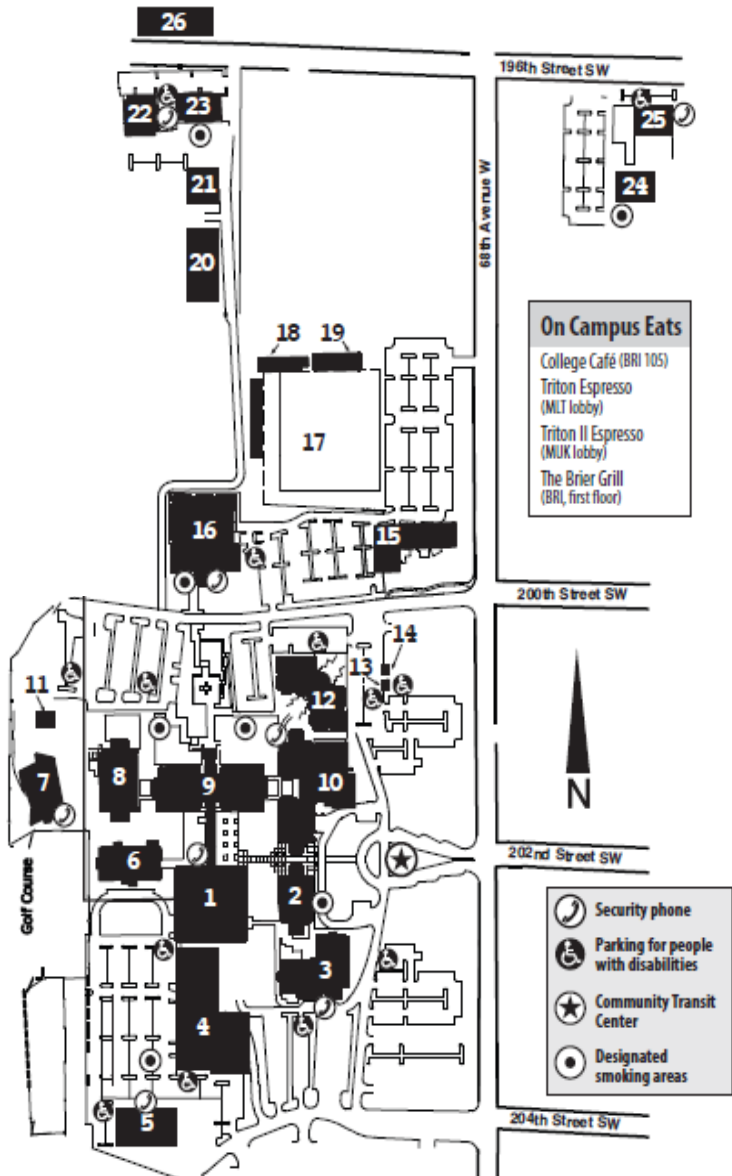 26
196th Street SW
22
23
25
21
24
20
68th Avenue W
On Campus Eats
College Café (BRI 105)
Triton Espresso
(MLT lobby)
Triton II Espresso
(MUK lobby)
The Brier Grill
(BRI, first floor)
18
19
17
16
15
200th Street SW
14
13
12
11
7
8
9
10
N
6
202nd Street SW
Golf Course
1
2
3
4
5
Security phone
Parking for people
with disabilities
Community Transit
Center
Designated
smoking areas
204th Street SW